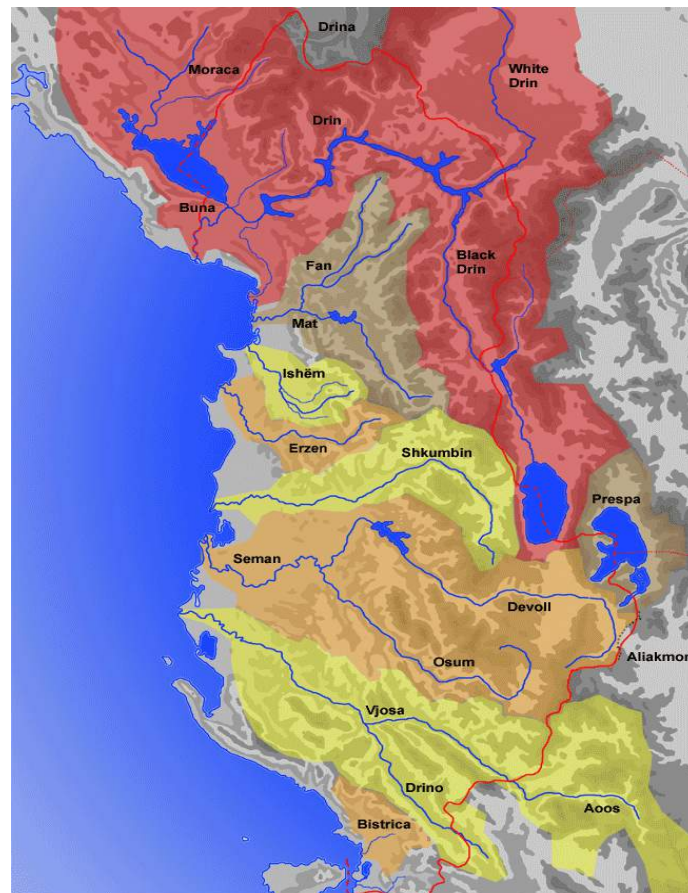 Drina
Moraca
White
Drin
Drin
Buna
Black
Drin
Fan
Mat
Ishëm
Erzen
Shkumbin
Prespa
Seman
Devoll
Osum
Aliakmon
Vjosa
Drino
Aoos
Bistrica